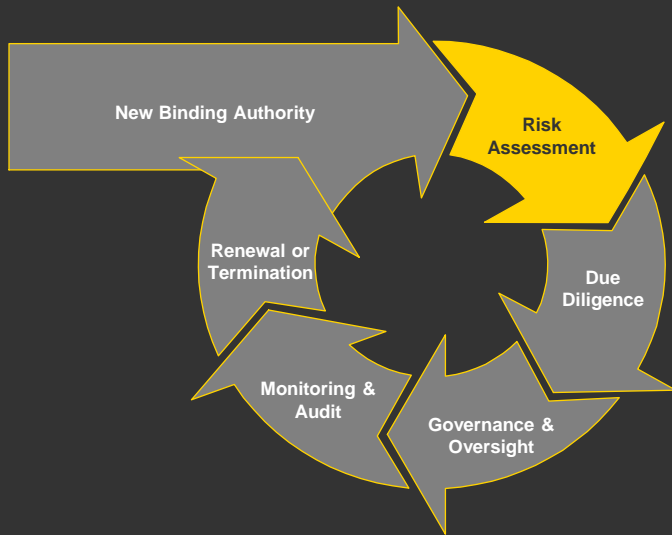 New Binding Authority
Risk
Assessment
Due
Diligence
Governance &
Oversight
Monitoring &
Audit
Renewal or
Termination